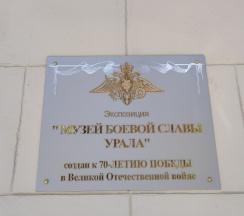 Экспозиция
"МУЗЕЙ БОЕВОЙ СЛАВЫ
УРАЛА"
создан к 70-ЛЕТИЮ ПОБЕДЫ
в Великой Отечественной войне